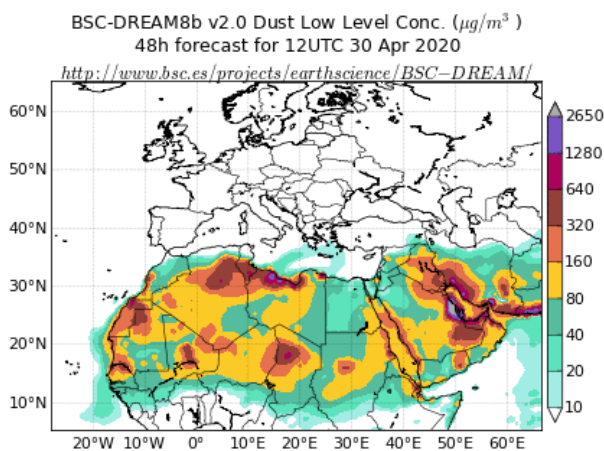 BSC-DREAM8b v2.0 Dust Low Level Conc. (μg/m³ )
48h forecast for 12UTC 30 Apr 2020
http://www.bsc.es/projects/earthscience/BSC−DREAM/
60°N
50°N
40°N
30°N
20°N
10°N
20°W 10°W 0° 10°E 20°E 30°E 40°E 50°E 60°E
2650
1280
640
320
160
80
40
20
10